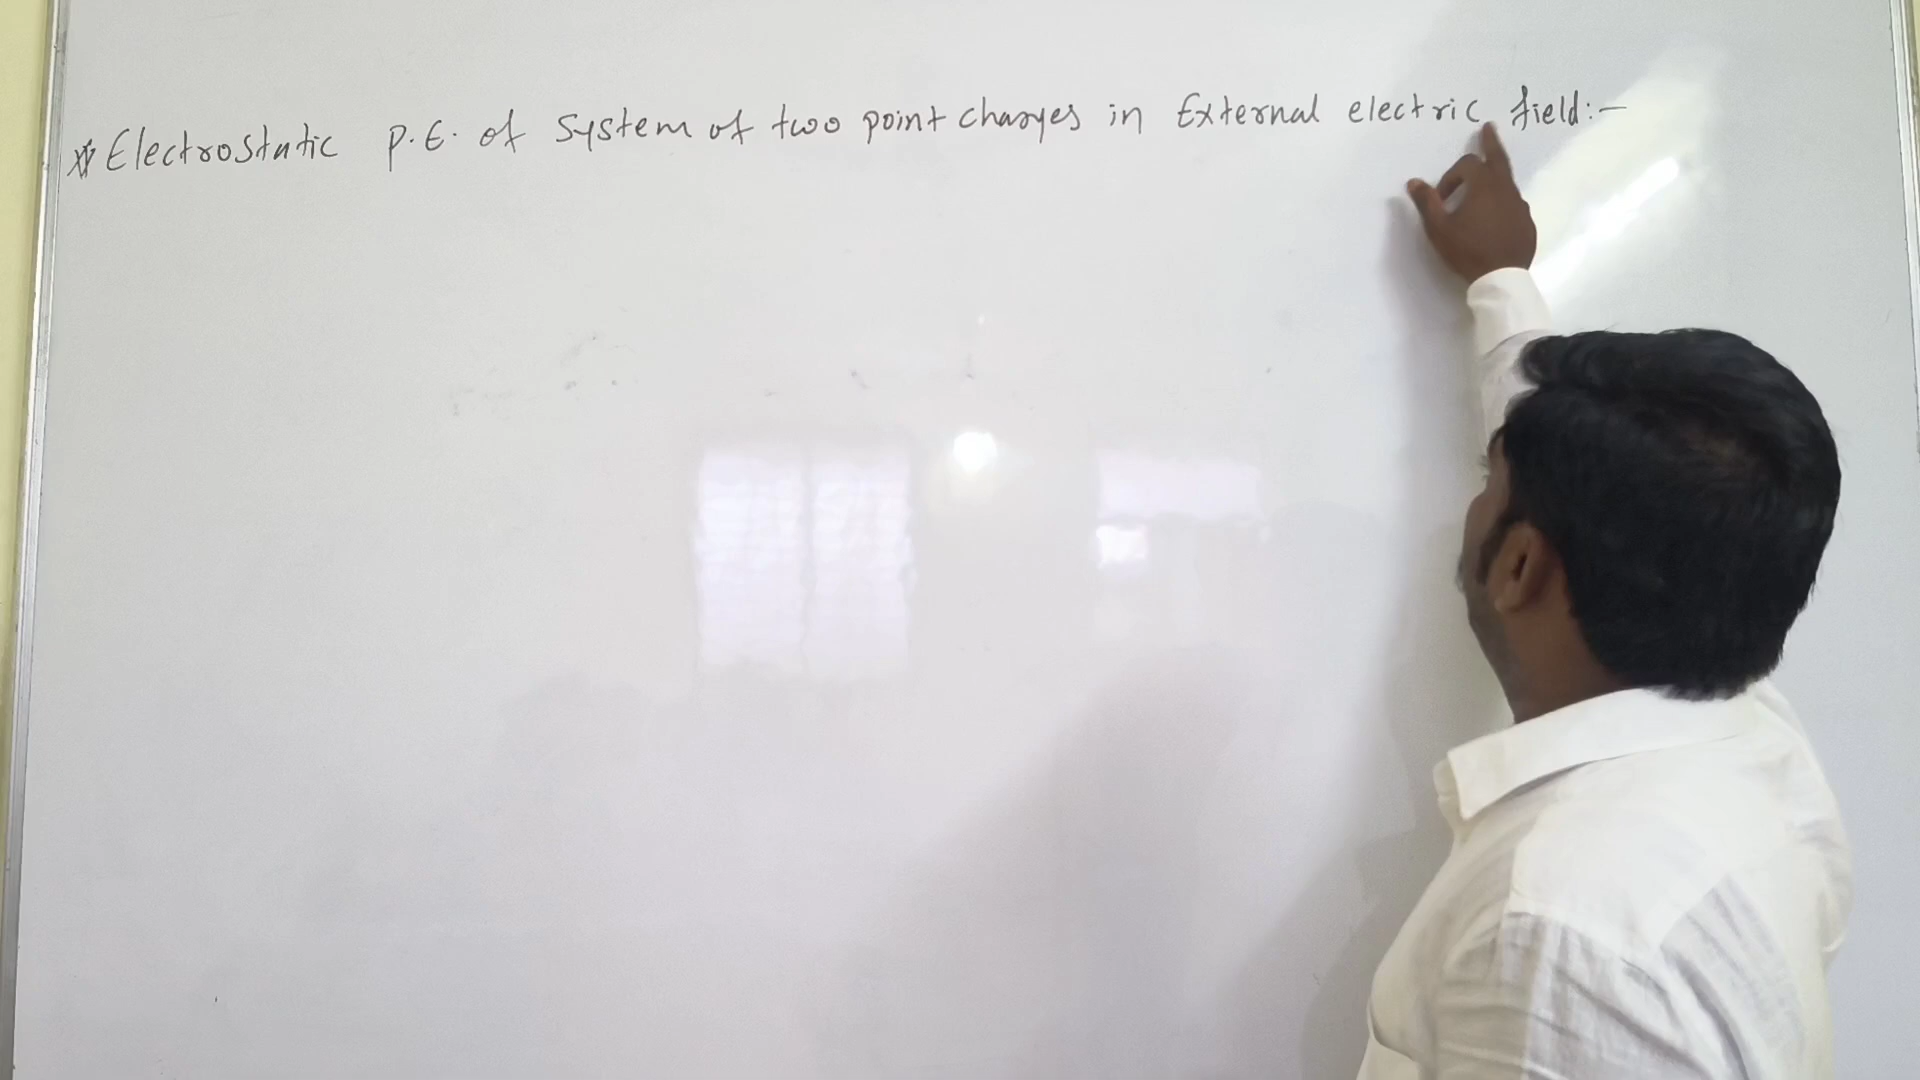 * Electrostatic P.E. of System of two point charges in External electric field:-